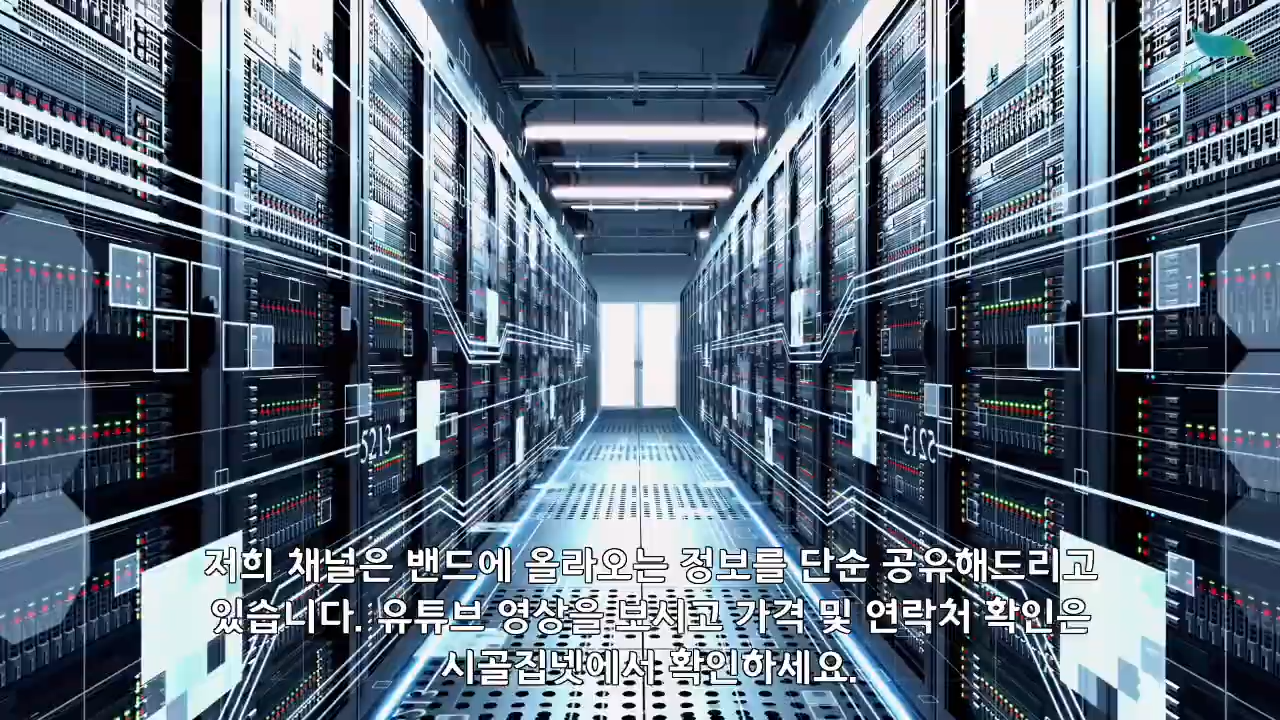 5213
5213
저희 채널은 밴드에 올라오는 정보를 단순 공유해드리고
있습니다. 유튜브 영상을 보시고 가격 및 연락처 확인은
시골집넷에서 확인하세요.